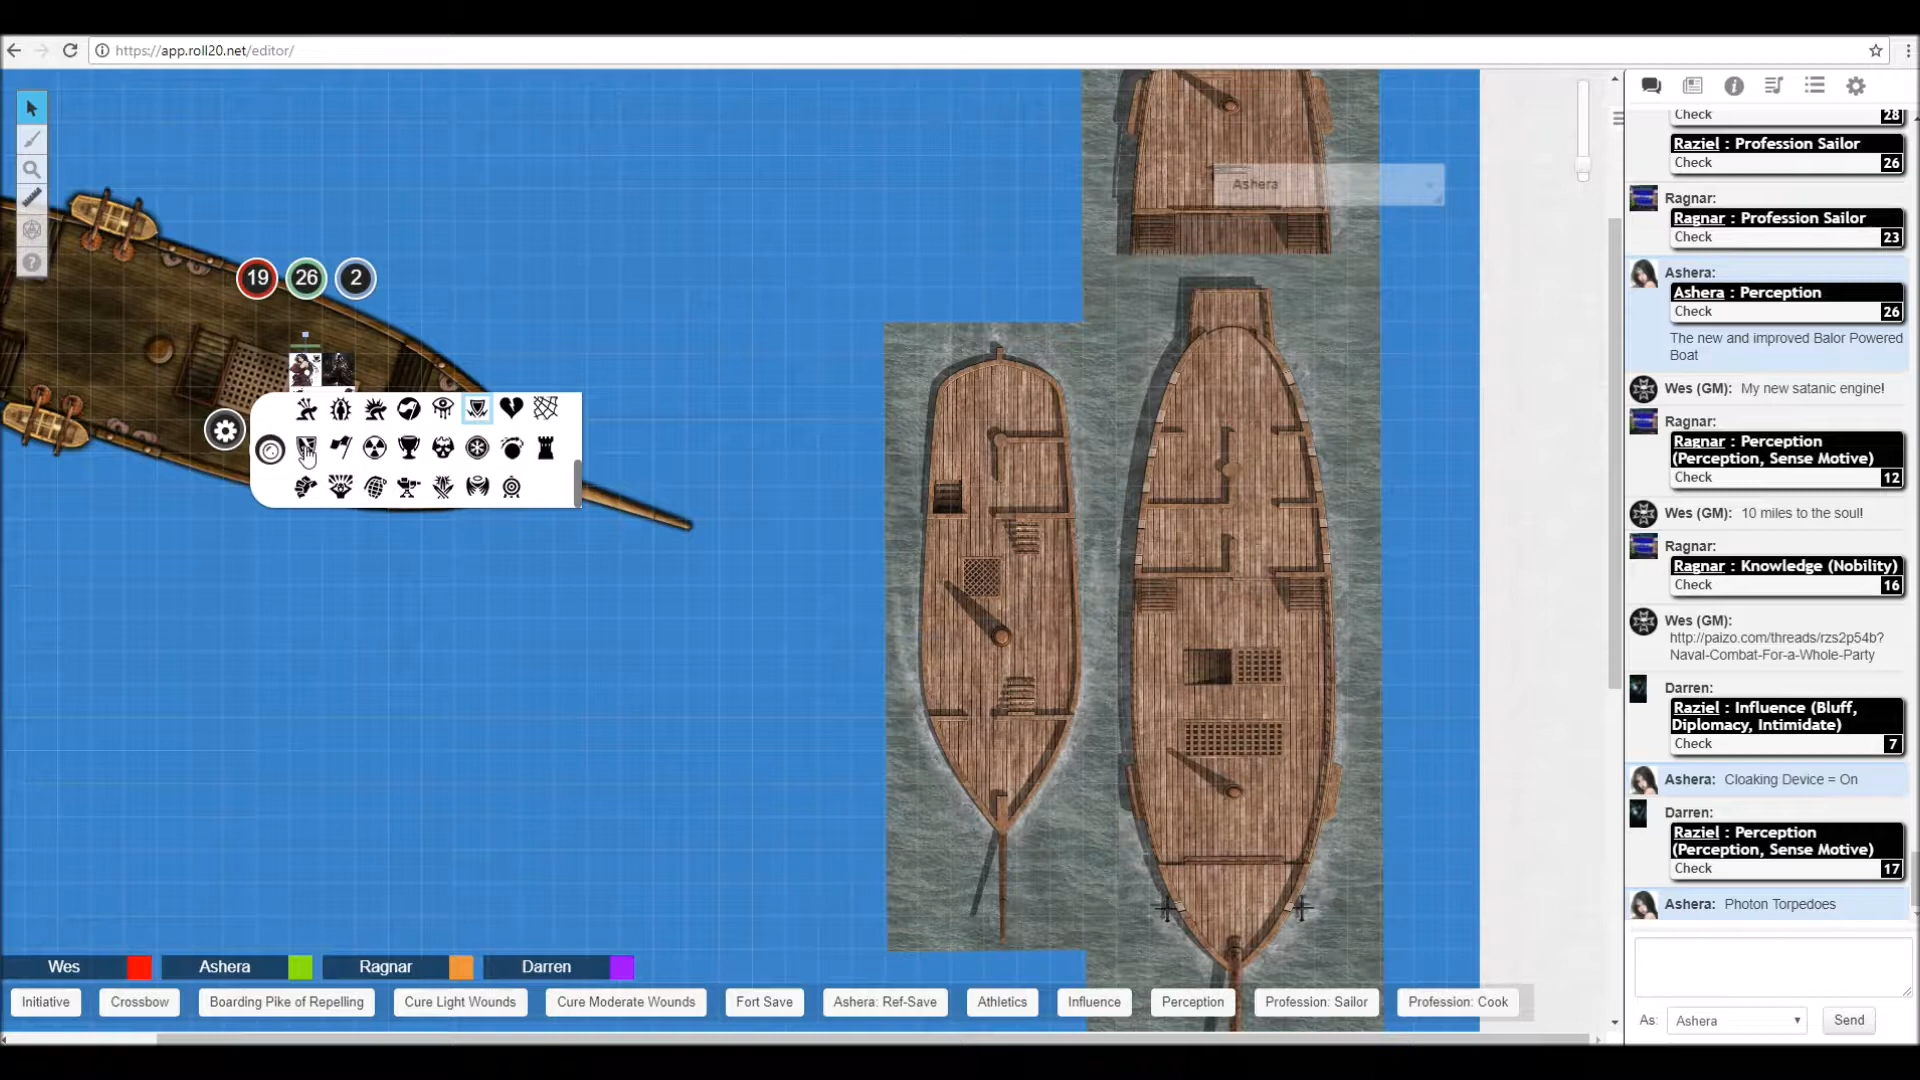 https://app.roll20.net/editor/
Ashera
19 26 2
Wes
Ashera
Ragnar
Darren
Initiative
Crossbow
Boarding Pike of Repelling
Cure Light Wounds
Cure Moderate Wounds
Fort Save
Ashera: Ref-Save
Athletics
Influence
Perception
Profession: Sailor
Profession: Cook
Check 28
Raziel : Profession Sailor
Check 26
Ragnar:
Ragnar : Profession Sailor
Check 23
Ashera:
Ashera : Perception
Check 26
The new and improved Balor Powered
Boat
Wes (GM): My new satanic engine!
Ragnar:
Ragnar : Perception
(Perception, Sense Motive)
Check 12
Wes (GM): 10 miles to the soul!
Ragnar:
Ragnar : Knowledge (Nobility)
Check 16
Wes (GM):
http://paizo.com/threads/rzs2p54b?
Naval-Combat-For-a-Whole-Party
Darren:
Raziel : Influence (Bluff,
Diplomacy, Intimidate)
Check 7
Ashera: Cloaking Device = On
Darren:
Raziel : Perception
(Perception, Sense Motive)
Check 17
Ashera: Photon Torpedoes
As: Ashera Send